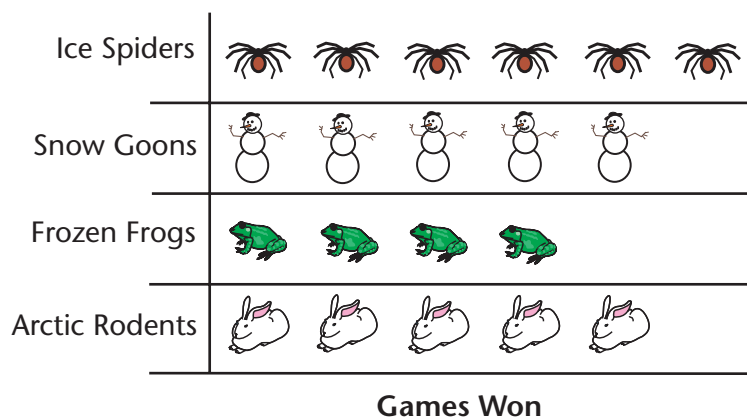 Ice Spiders
Snow Goons
Frozen Frogs
Arctic Rodents
Games Won